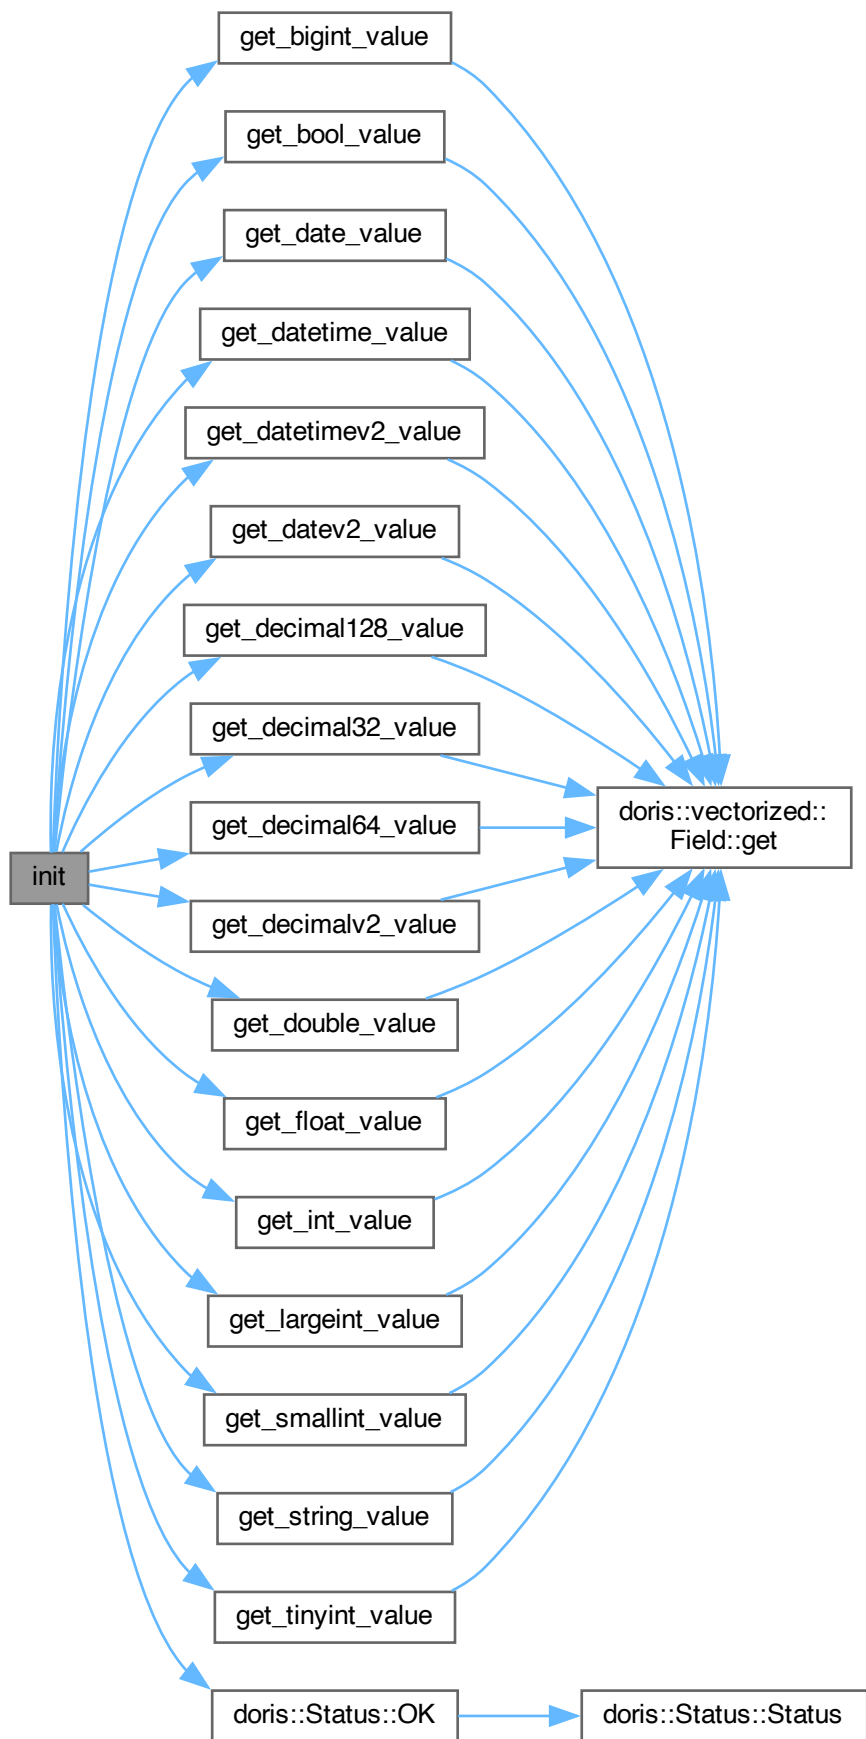 get_bigint_value
get_bool_value
get_date_value
get_datetime_value
get_datetimev2_value
get_datev2_value
get_decimal128_value
get_decimal32_value
get_decimal64_value
get_decimalv2_value
get_double_value
get_float_value
get_int_value
get_largeint_value
get_smallint_value
get_string_value
get_tinyint_value
doris::Status::OK
init
doris::vectorized::
Field::get
doris::Status::Status